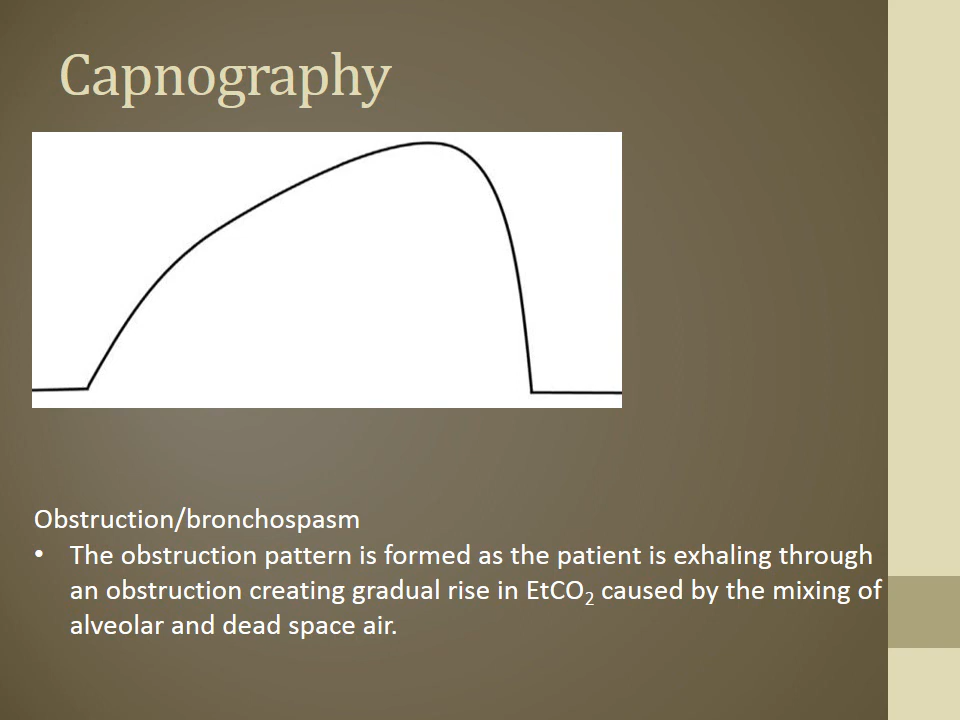 Capnography
Obstruction/bronchospasm
• The obstruction pattern is formed as the patient is exhaling through
an obstruction creating gradual rise in EtCO₂ caused by the mixing of
alveolar and dead space air.